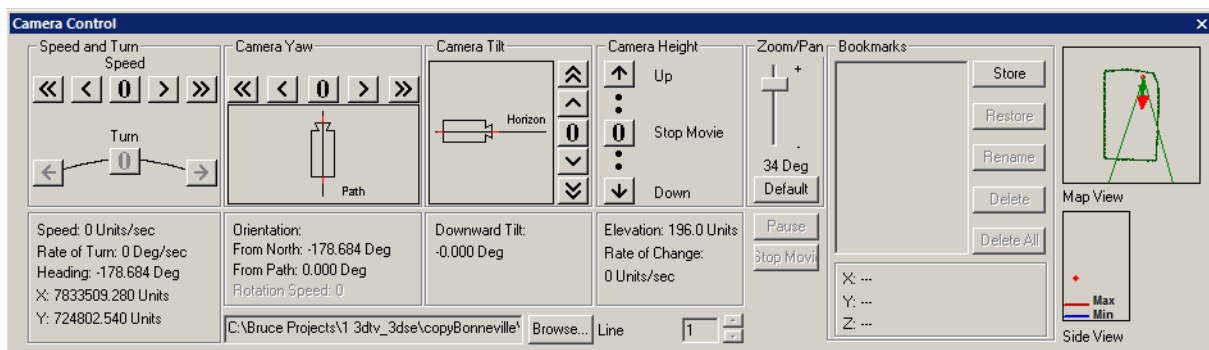 Camera Control
Speed and Turn
Speed
0
Turn
0
Speed: 0 Units/sec
Rate of Turn: 0 Deg/sec
Heading: -178.684 Deg
X: 7833509.280 Units
Y: 724802.540 Units
Camera Yaw
0
Path
Orientation:
From North: -178.684 Deg
From Path: 0.000 Deg
Rotation Speed: 0
Camera Tilt
Horizon
0
Downward Tilt:
-0.000 Deg
Camera Height
Up
0 Stop Movie
Down
Elevation: 196.0 Units
Rate of Change:
0 Units/sec
C:\Bruce Projects\1 3dtv_3dse\copyBonneville\
Browse...
Line 1
Zoom/Pan
+
-
34 Deg
Default
Pause
Stop Movi
Bookmarks
Store
Restore
Rename
Delete
Delete All
X: ---
Y: ---
Z: ---
Map View
Max
Min
Side View